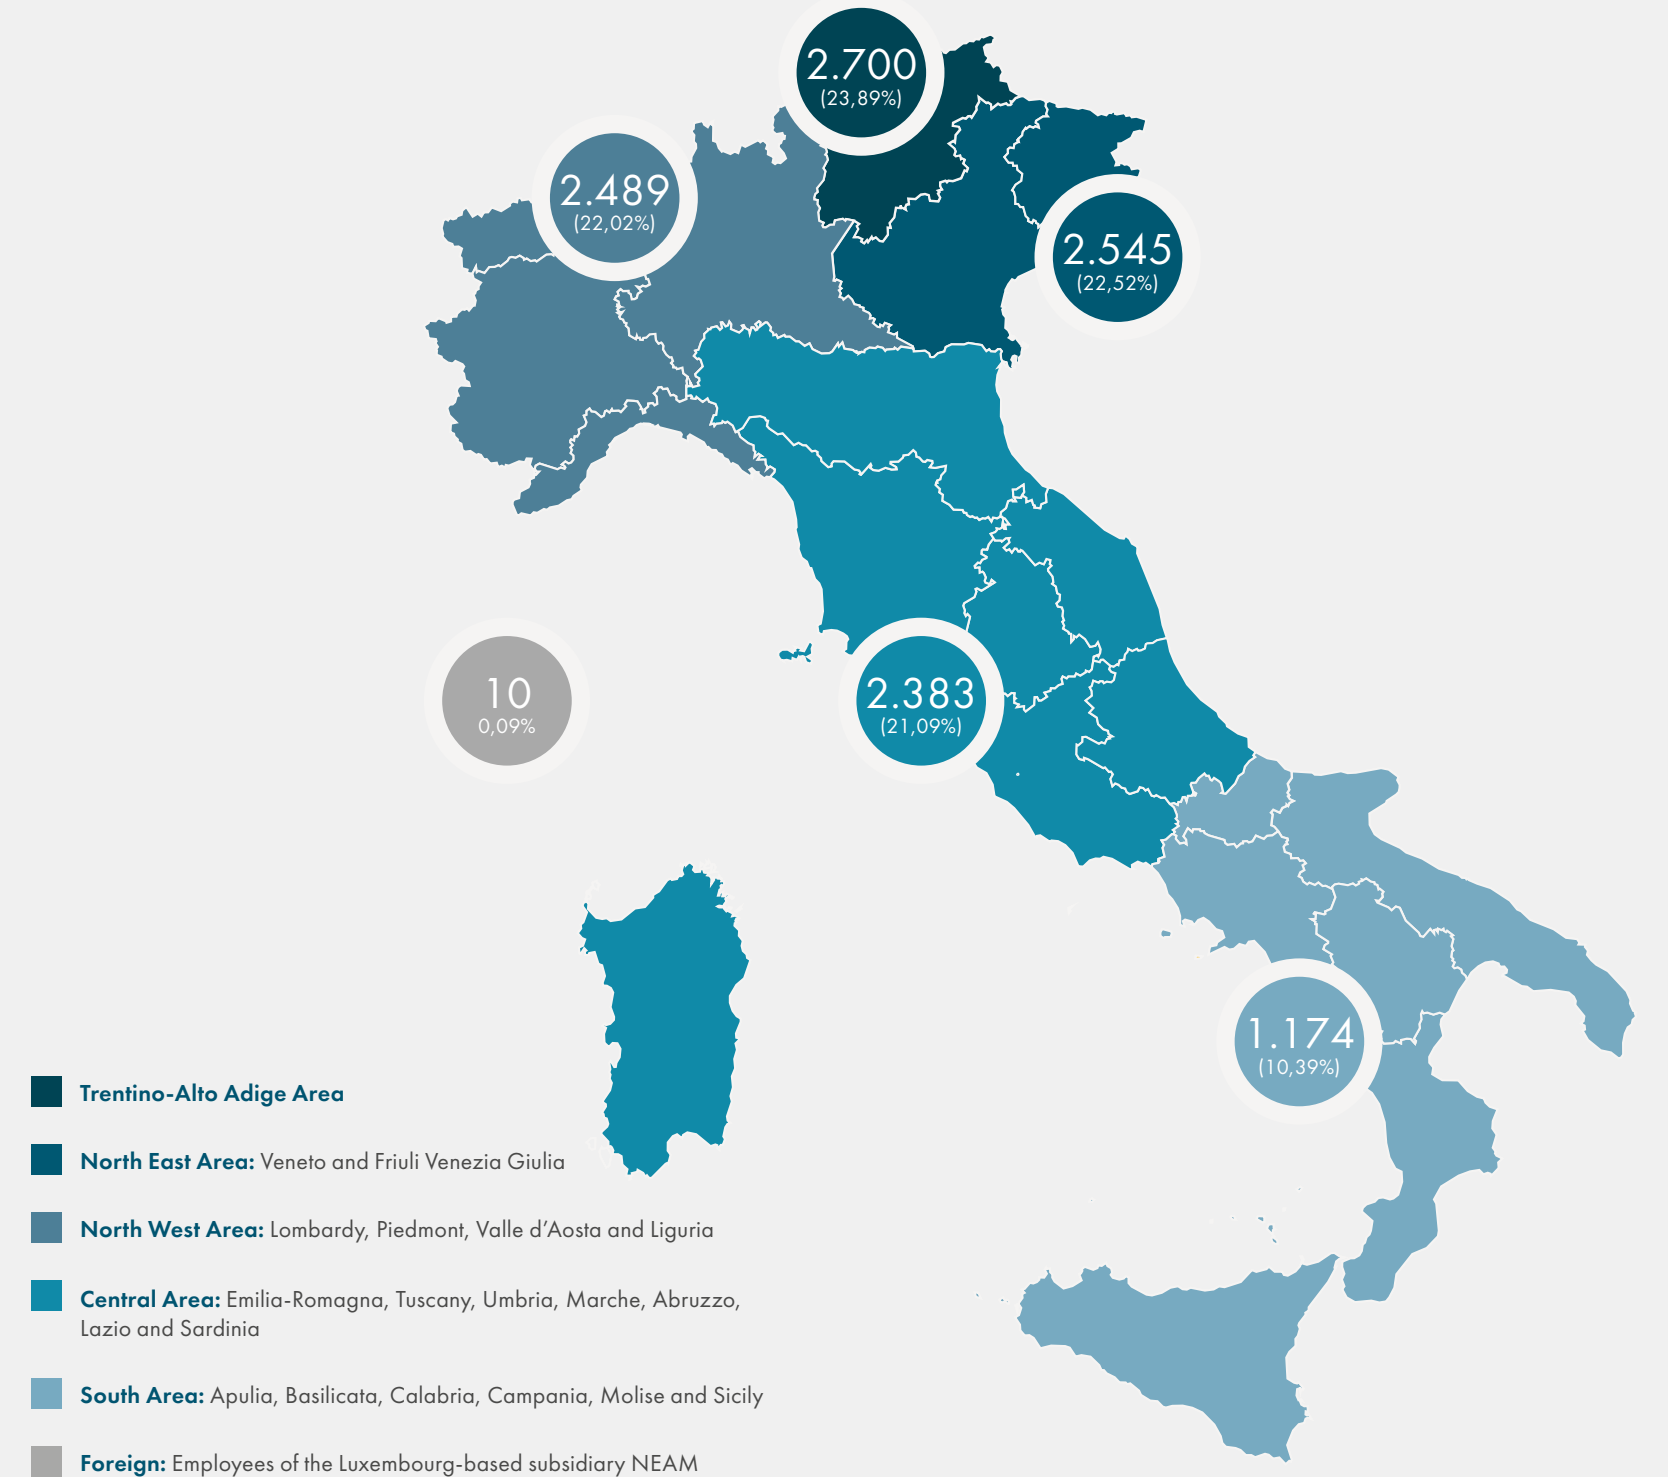 2.700
(23,89%)
2.489
(22,02%)
2.545
(22,52%)
10
0,09%
2.383
(21,09%)
1.174
(10,39%)
Trentino-Alto Adige Area
North East Area: Veneto and Friuli Venezia Giulia
North West Area: Lombardy, Piedmont, Valle d’Aosta and Liguria
Central Area: Emilia-Romagna, Tuscany, Umbria, Marche, Abruzzo,
Lazio and Sardinia
South Area: Apulia, Basilicata, Calabria, Campania, Molise and Sicily
Foreign: Employees of the Luxembourg-based subsidiary NEAM